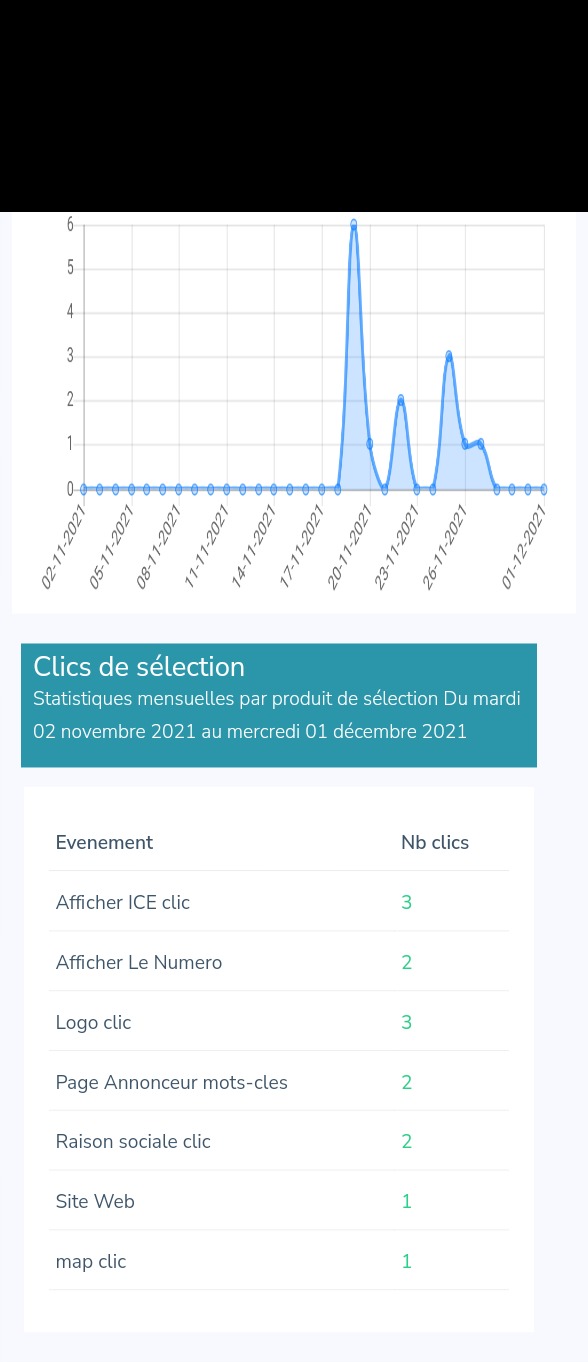 6
5
4
3
2
1
0
02-11-2021
05-11-2021
08-11-2021
11-11-2021
14-11-2021
17-11-2021
20-11-2021
23-11-2021
26-11-2021
01-12-2021
Clics de sélection
Statistiques mensuelles par produit de sélection Du mardi
02 novembre 2021 au mercredi 01 décembre 2021
Evenement Nb clics
Afficher ICE clic 3
Afficher Le Numero 2
Logo clic 3
Page Annonceur mots-cles 2
Raison sociale clic 2
Site Web 1
map clic 1